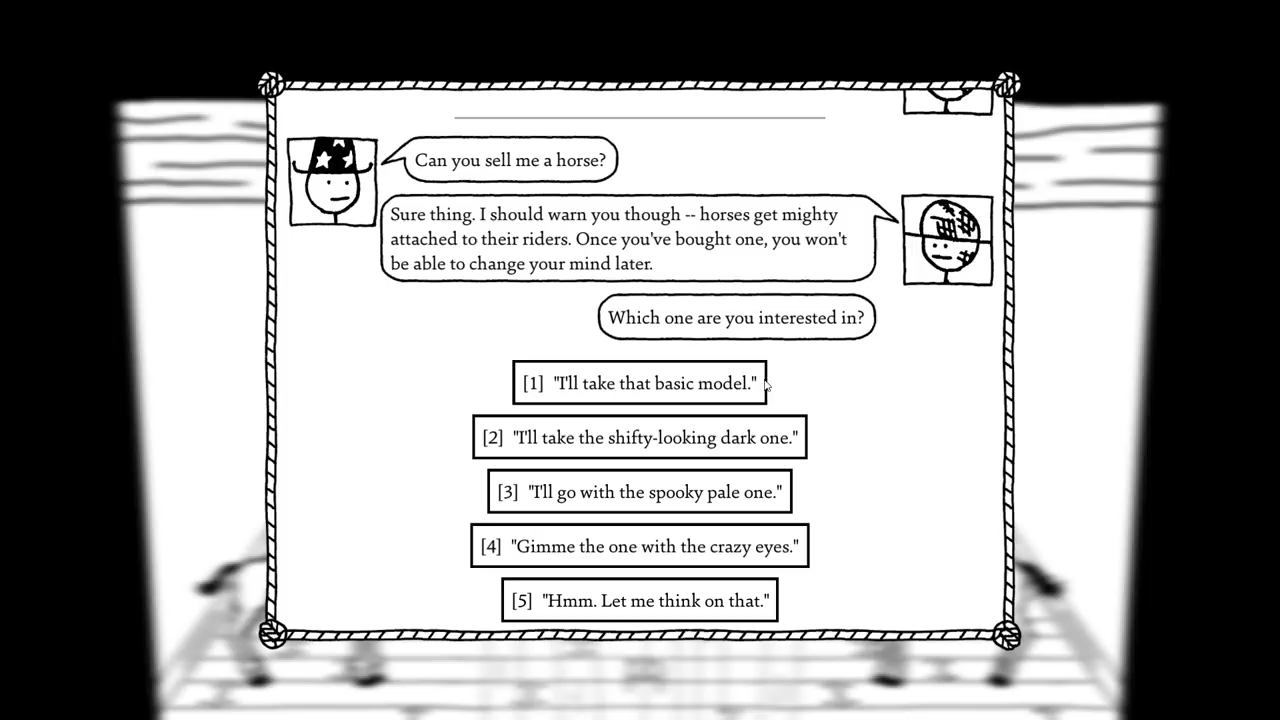 Can you sell me a horse?
Sure thing. I should warn you though -- horses get mighty
attached to their riders. Once you've bought one, you won't
be able to change your mind later.
Which one are you interested in?
[1] "I'll take that basic model."
[2] "I'll take the shifty-looking dark one."
[3] "I'll go with the spooky pale one."
[4] "Gimme the one with the crazy eyes."
[5] "Hmm. Let me think on that."